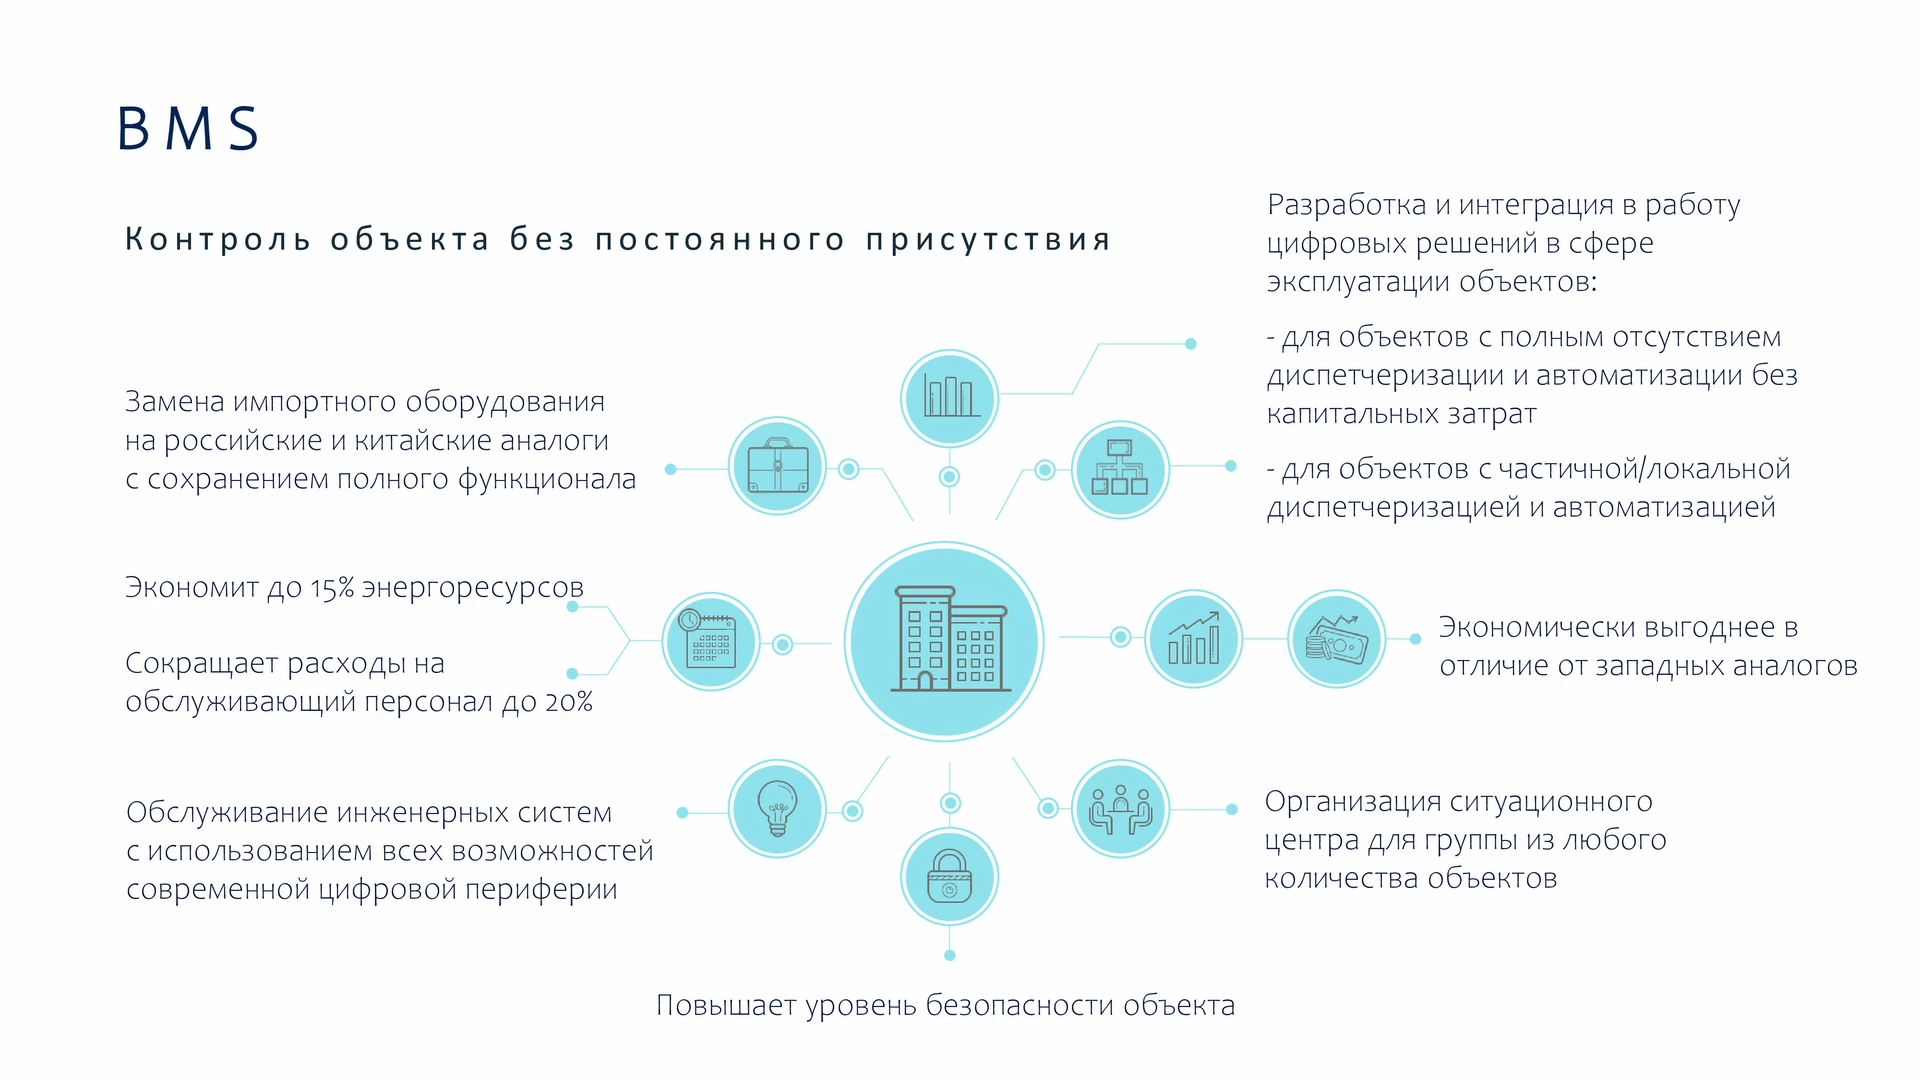 BMS
Контроль объекта без постоянного присутствия
Разработка и интеграция в работу
цифровых решений в сфере
эксплуатации объектов:
- для объектов с полным отсутствием
диспетчеризации и автоматизации без
капитальных затрат
- для объектов с частичной/локальной
диспетчеризацией и автоматизацией
Замена импортного оборудования
на российские и китайские аналоги
с сохранением полного функционала
Экономит до 15% энергоресурсов
Сокращает расходы на
обслуживающий персонал до 20%
Экономически выгоднее в
отличие от западных аналогов
Обслуживание инженерных систем
с использованием всех возможностей
современной цифровой периферии
Организация ситуационного
центра для группы из любого
количества объектов
Повышает уровень безопасности объекта